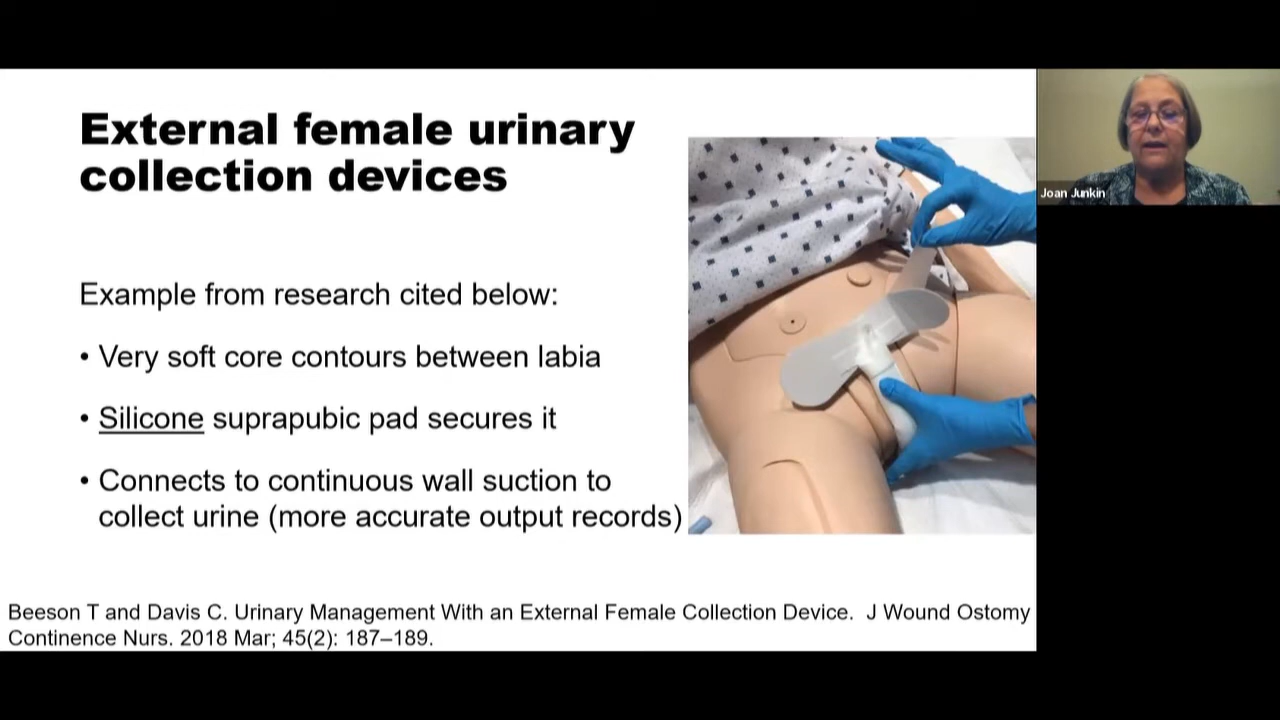 External female urinary
collection devices
Example from research cited below:
• Very soft core contours between labia
• Silicone suprapubic pad secures it
• Connects to continuous wall suction to
collect urine (more accurate output records)
Beeson T and Davis C. Urinary Management With an External Female Collection Device. J Wound Ostomy
Continence Nurs. 2018 Mar; 45(2): 187–189.
Joan Junkin